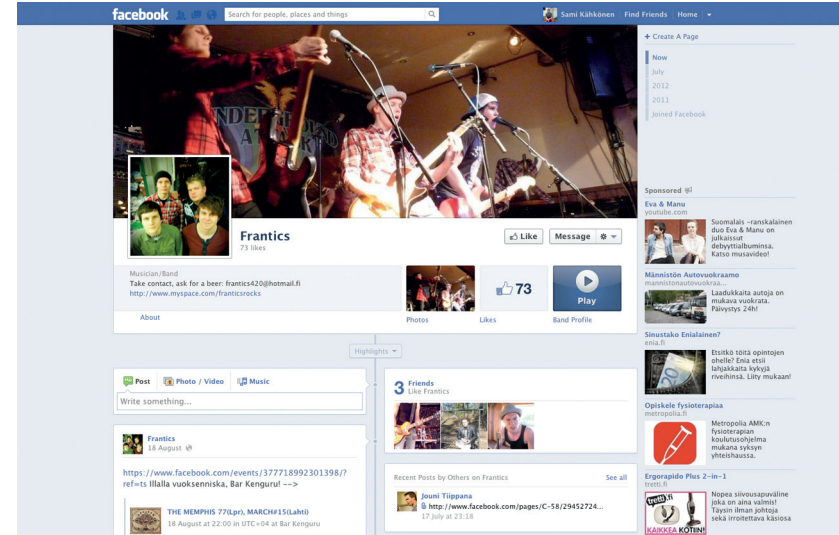 facebook
Search for people, places and things
Sami Kähkönen
Find Friends
Home
UNDERGROUND
Frantics
73 likes
Like
Message
Musician/Band
Take contact, ask for a beer: frantics420@hotmail.fi
http://www.myspace.com/franticsrocks
About
Photos
73
Likes
Play
Band Profile
Highlights
Post
Photo / Video
Music
Write something...
Frantics
18 August
https://www.facebook.com/events/377718992301398/?
ref=ts Illalla vuoksenniska, Bar Kenguru! -->
THE MEMPHIS 77(Lpr), MARCH#15(Lahti)
18 August at 22:00 in UTC+04 at Bar Kenguru
3 Friends
Like Frantics
Recent Posts by Others on Frantics
See all
Jouni Tiippana
http://www.facebook.com/pages/C-58/29452724...
17 July at 23:18
+ Create A Page
Now
July
2012
2011
Joined Facebook
Sponsored
Eva & Manu
youtube.com
Suomalais -ranskalainen
duo Eva & Manu on
julkaissut
debyyttialbuminsa.
Katso musavideo!
Männistön Autovuokraamo
mannistonautovuokraa...
Laadukkaita autoja on
mukava vuokrata.
Päivystys 24h!
Sinustako Enialainen?
enia.fi
Etsitkö töitä opintojen
ohelle? Enia etsii
lahjakkaita kykyjä
riveihinsä. Liity mukaan!
Opiskele fysioterapiaa
metropolia.fi
Metropolia AMK:n
fysioterapian
koulutusohjelma
mukana syksyn
yhteishaussa.
Ergorapido Plus 2-in-1
tretti.fi
tretti.fi
KAIKKEA KOTIIN!
Nopea siivousapuväline
joka on aina valmis!
Täysin ilman johtoja
sekä irroitettava käsiosa